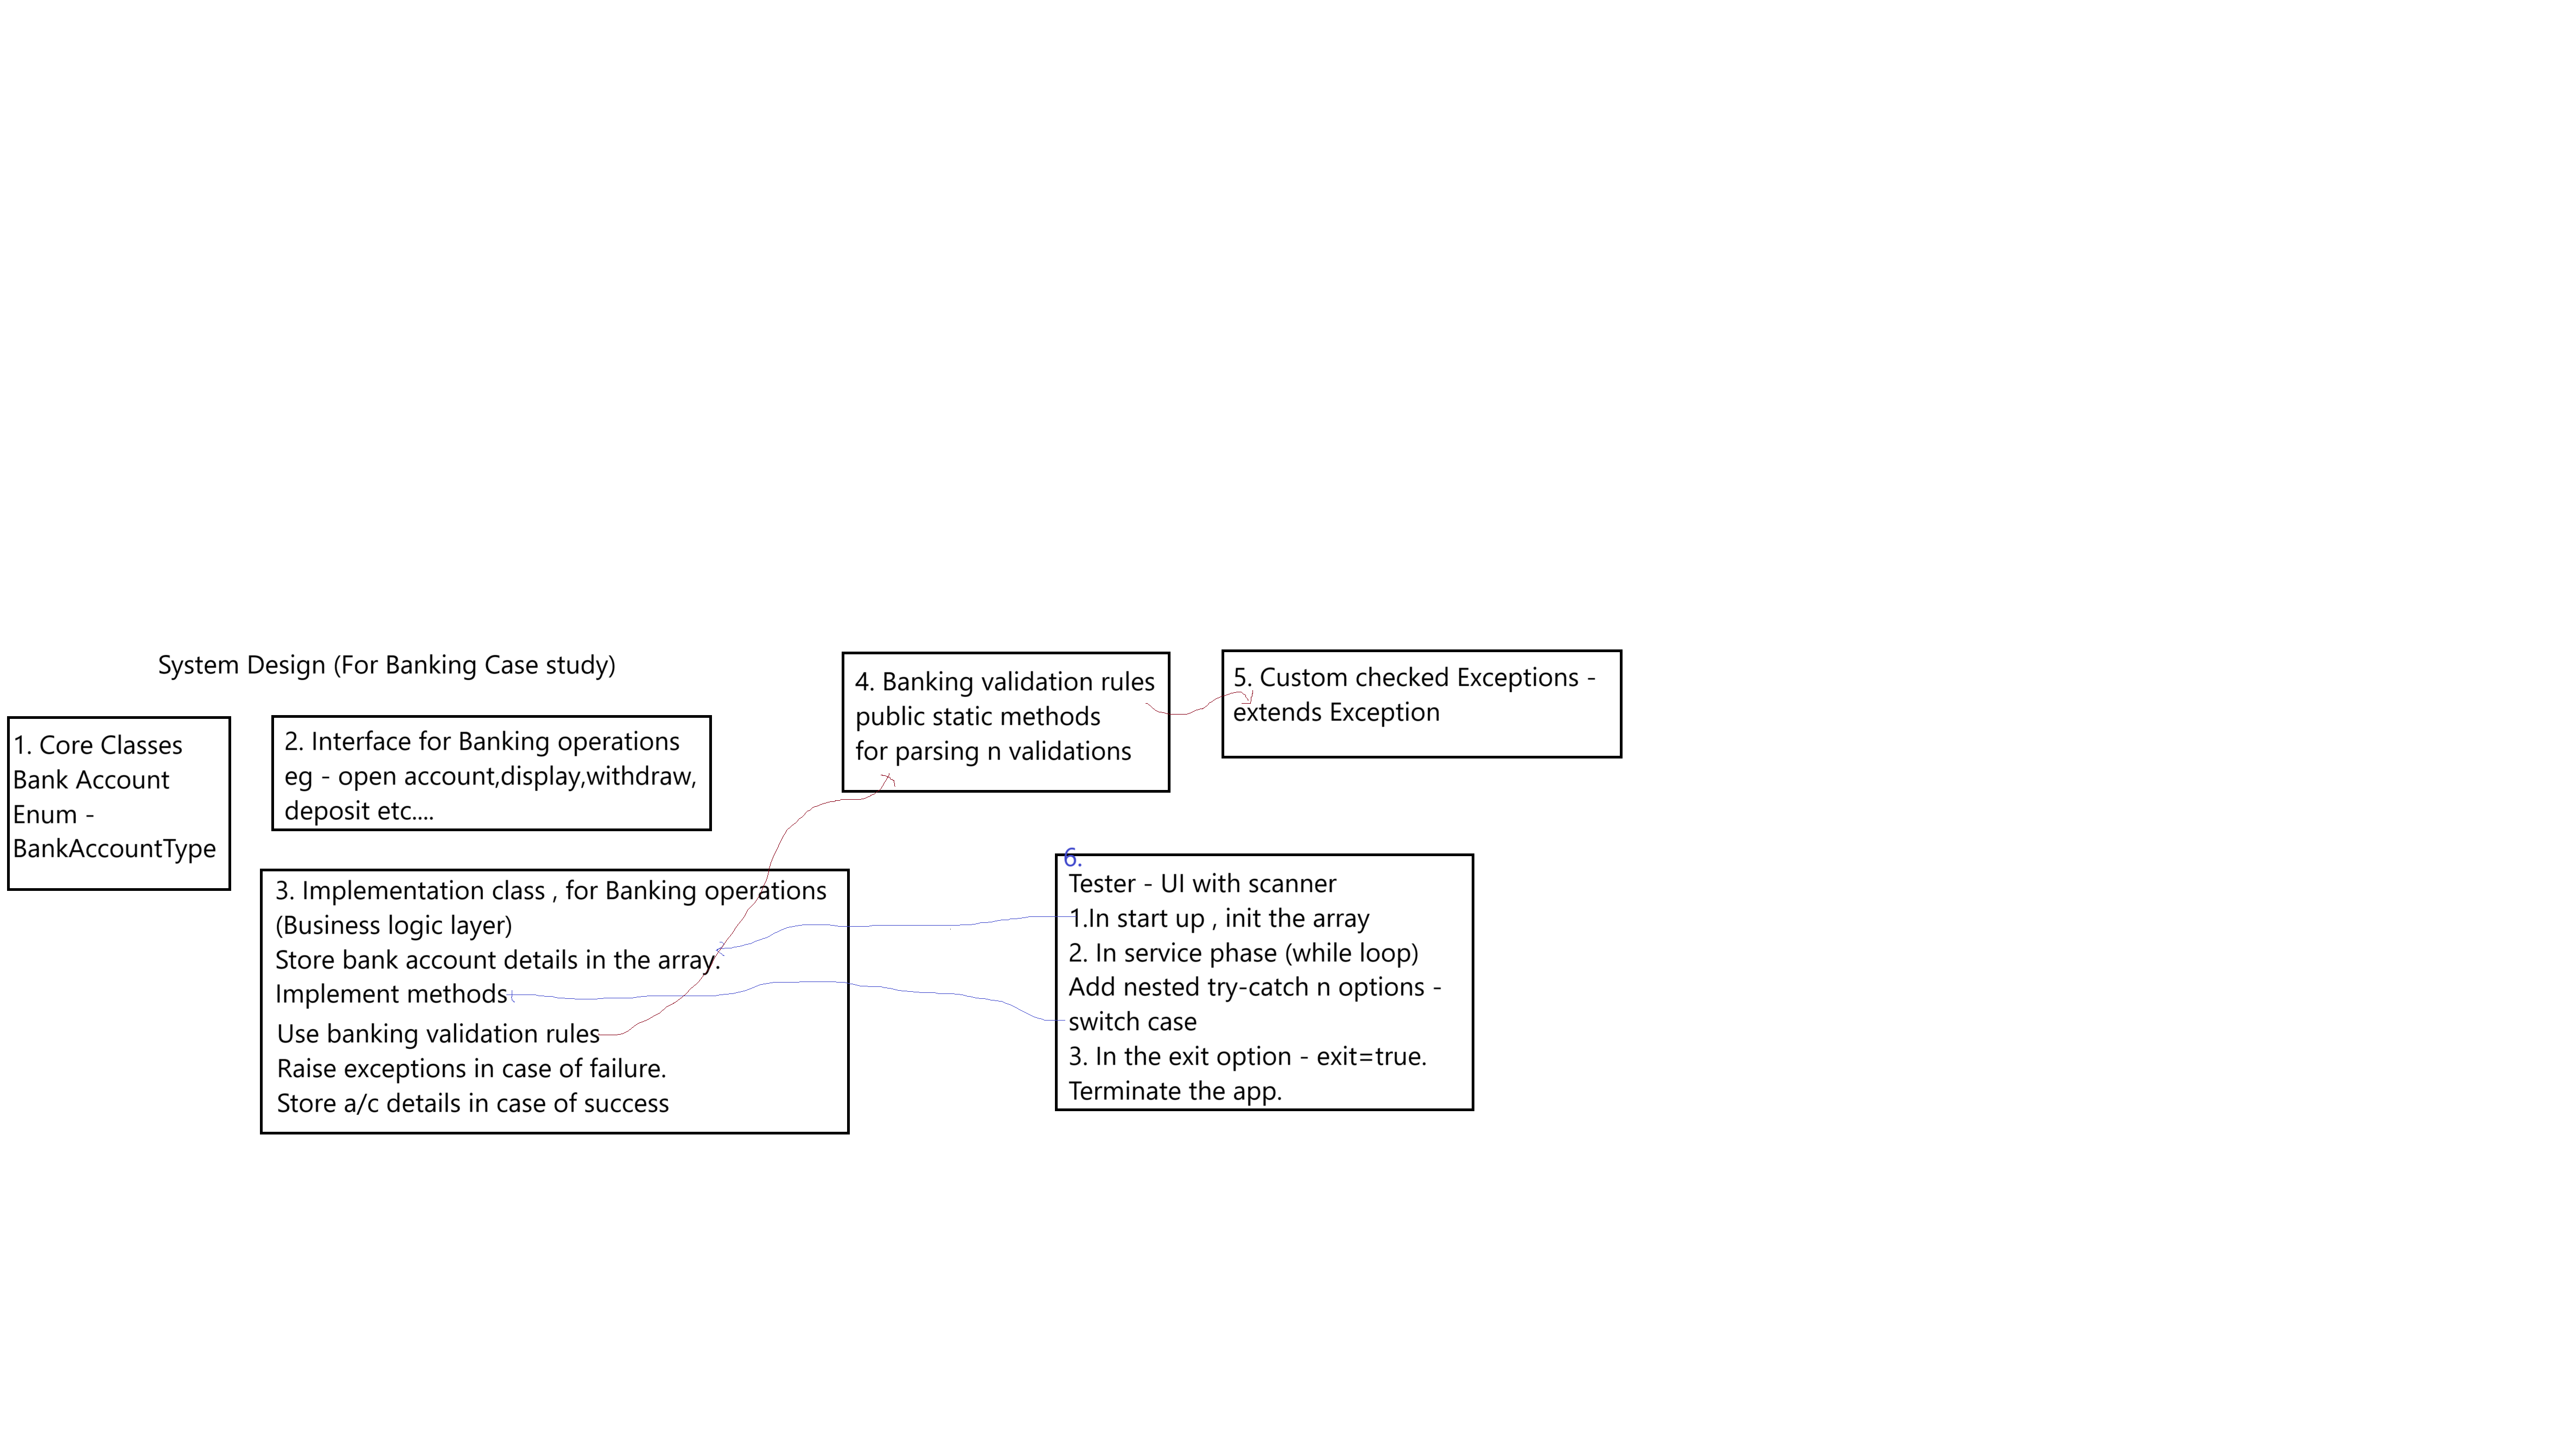 System Design (For Banking Case study)
1. Core Classes
Bank Account
Enum -
BankAccountType
2. Interface for Banking operations
eg - open account,display,withdraw,
deposit etc....
3. Implementation class , for Banking operations
(Business logic layer)
Store bank account details in the array.
Implement methods
Use banking validation rules
Raise exceptions in case of failure.
Store a/c details in case of success
4. Banking validation rules
public static methods
for parsing n validations
5. Custom checked Exceptions -
extends Exception
6.
Tester - UI with scanner
1.In start up , init the array
2. In service phase (while loop)
Add nested try-catch n options -
switch case
3. In the exit option - exit=true.
Terminate the app.